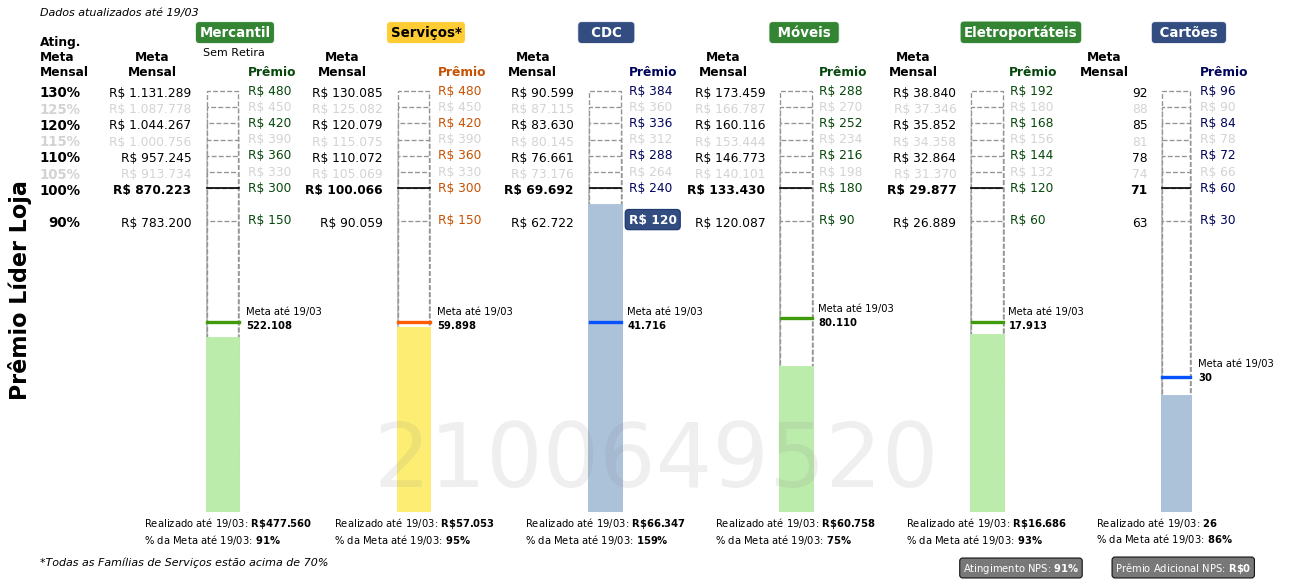 Dados atualizados até 19/03
Mercantil Serviços* CDC Móveis Eletroportáteis Cartões
Sem Retira
Ating. Meta Mensal
Meta Mensal Prêmio Meta Mensal Prêmio Meta Mensal Prêmio Meta Mensal Prêmio Meta Mensal Prêmio Meta Mensal Prêmio
130% R$ 1.131.289 R$ 480 R$ 130.085 R$ 480 R$ 90.599 R$ 384 R$ 173.459 R$ 288 R$ 38.840 R$ 192 92 R$ 96
125% R$ 1.087.778 R$ 450 R$ 125.082 R$ 450 R$ 87.115 R$ 360 R$ 166.787 R$ 270 R$ 37.346 R$ 180 88 R$ 90
120% R$ 1.044.267 R$ 420 R$ 120.079 R$ 420 R$ 83.630 R$ 336 R$ 160.116 R$ 252 R$ 35.852 R$ 168 85 R$ 84
115% R$ 1.000.756 R$ 390 R$ 115.075 R$ 390 R$ 80.145 R$ 312 R$ 153.444 R$ 234 R$ 34.358 R$ 156 81 R$ 78
110% R$ 957.245 R$ 360 R$ 110.072 R$ 360 R$ 76.661 R$ 288 R$ 146.773 R$ 216 R$ 32.864 R$ 144 78 R$ 72
105% R$ 913.734 R$ 330 R$ 105.069 R$ 330 R$ 73.176 R$ 264 R$ 140.101 R$ 198 R$ 31.370 R$ 132 74 R$ 66
100% R$ 870.223 R$ 300 R$ 100.066 R$ 300 R$ 69.692 R$ 240 R$ 133.430 R$ 180 R$ 29.877 R$ 120 71 R$ 60
90% R$ 783.200 R$ 150 R$ 90.059 R$ 150 R$ 62.722 R$ 120 R$ 120.087 R$ 90 R$ 26.889 R$ 60 63 R$ 30
Prêmio Líder Loja
Meta até 19/03 Meta até 19/03 Meta até 19/03 Meta até 19/03 Meta até 19/03 Meta até 19/03
522.108 59.898 41.716 80.110 17.913 30
2100649520
Realizado até 19/03: R$477.560 Realizado até 19/03: R$57.053 Realizado até 19/03: R$66.347 Realizado até 19/03: R$60.758 Realizado até 19/03: R$16.686 Realizado até 19/03: 26
% da Meta até 19/03: 91% % da Meta até 19/03: 95% % da Meta até 19/03: 159% % da Meta até 19/03: 75% % da Meta até 19/03: 93% % da Meta até 19/03: 86%
*Todas as Famílias de Serviços estão acima de 70%
Atingimento NPS: 91% Prêmio Adicional NPS: R$0